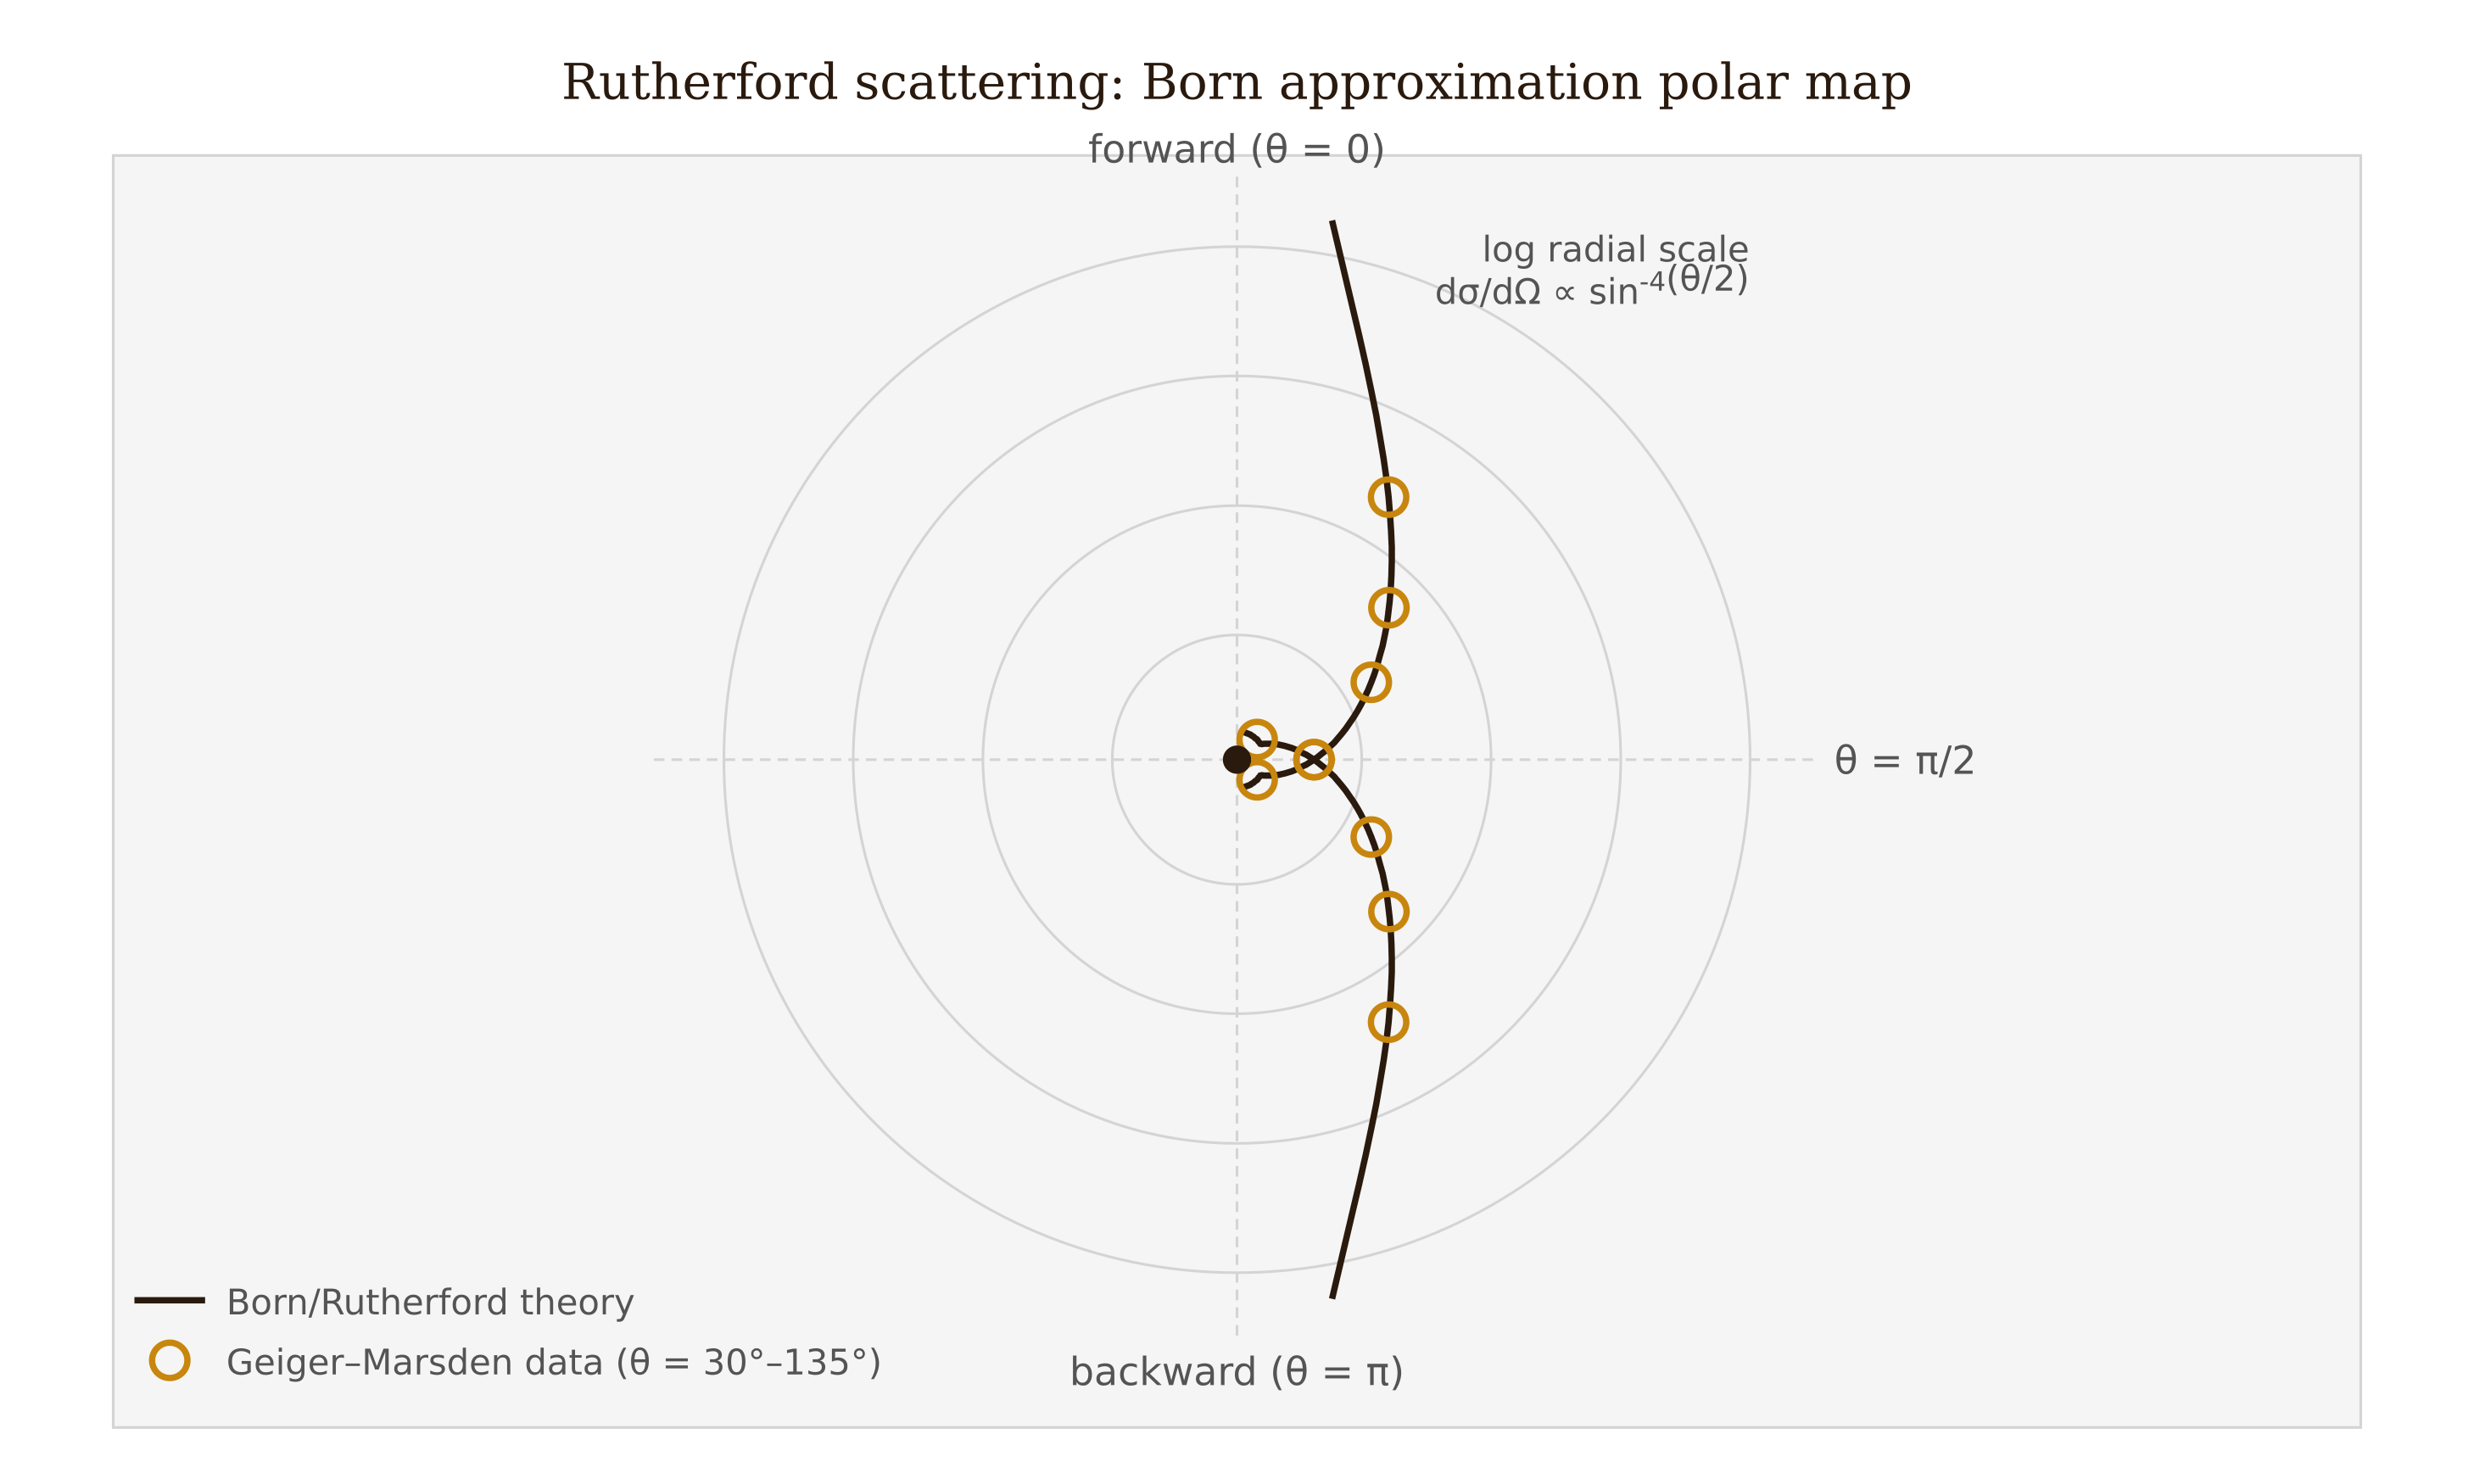 Rutherford scattering: Born approximation polar map
forward (θ = 0)
log radial scale
dσ/dΩ ∝ sin⁻⁴(θ/2)
θ = π/2
Born/Rutherford theory
Geiger–Marsden data (θ = 30°–135°)
backward (θ = π)